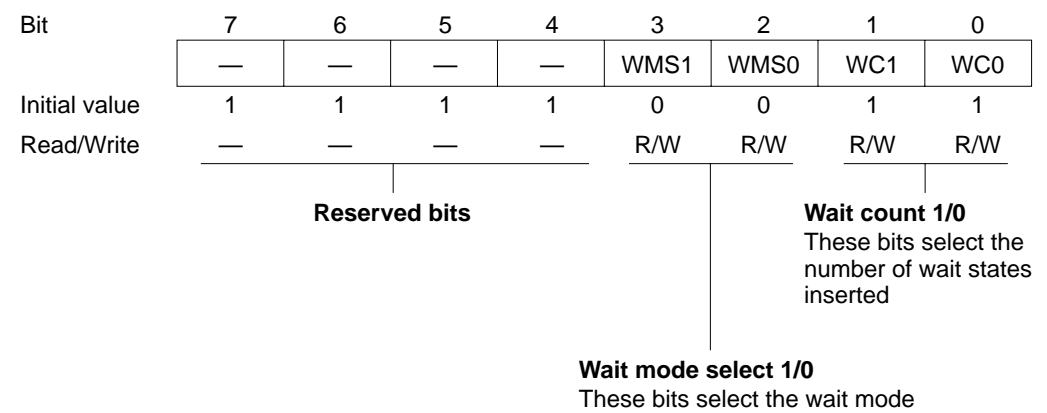 Bit 7 6 5 4 3 2 1 0
— — — — WMS1 WMS0 WC1 WC0
Initial value 1 1 1 1 0 0 1 1
Read/Write — — — — R/W R/W R/W R/W
Reserved bits
Wait count 1/0
These bits select the
number of wait states
inserted
Wait mode select 1/0
These bits select the wait mode